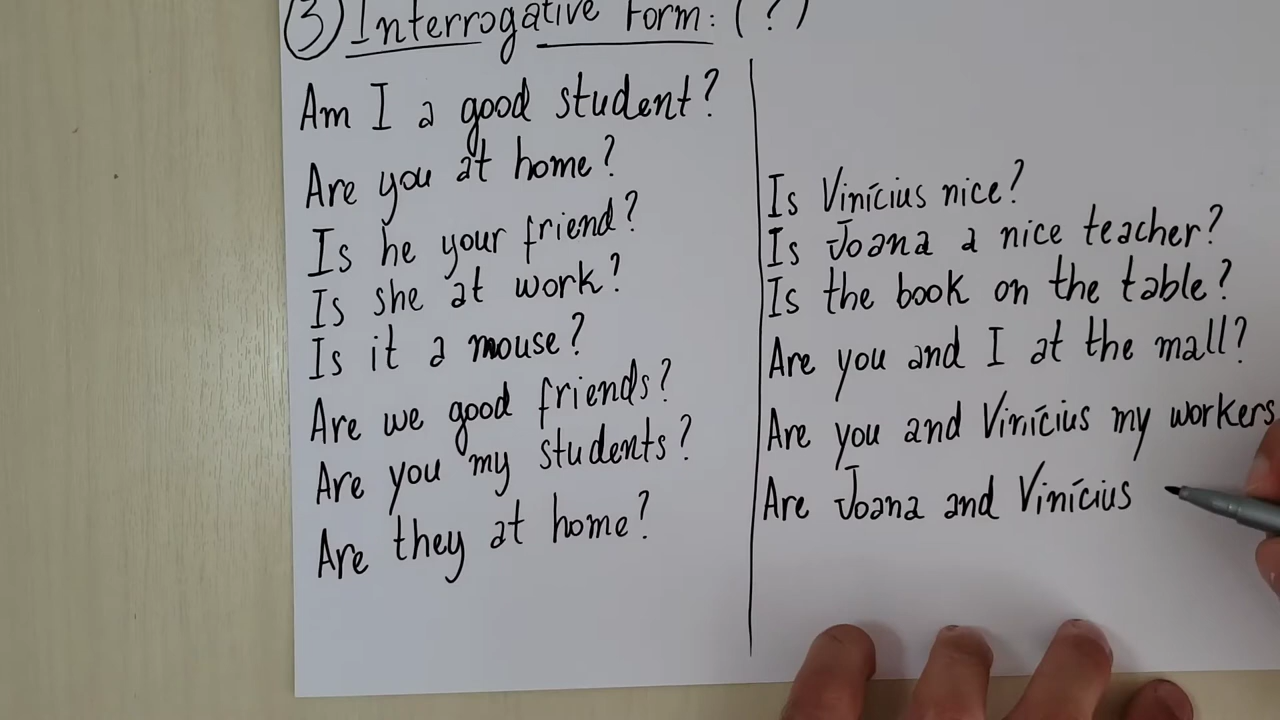 3 Interrogative Form: (?)
Am I a good student?
Are you at home?
Is he your friend?
Is she at work?
Is it a mouse?
Are we good friends?
Are you my students?
Are they at home?
Is Vinícius nice?
Is Joana a nice teacher?
Is the book on the table?
Are you and I at the mall?
Are you and Vinícius my workers
Are Joana and Vinícius